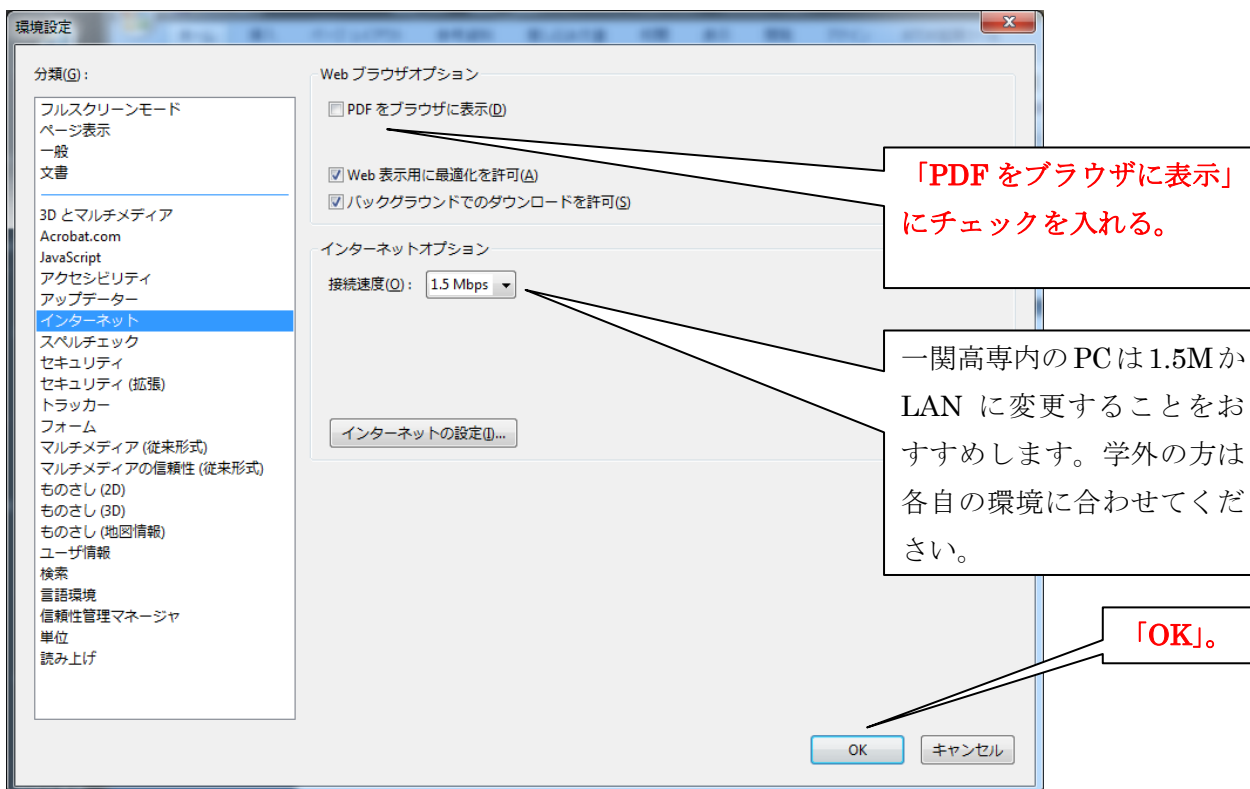 環境設定
分類(G):
フルスクリーンモード
ページ表示
一般
文書
3D とマルチメディア
Acrobat.com
JavaScript
アクセシビリティ
アップデーター
インターネット
スペルチェック
セキュリティ
セキュリティ (拡張)
トラッカー
フォーム
マルチメディア (従来形式)
マルチメディアの信頼性 (従来形式)
ものさし (2D)
ものさし (3D)
ものさし (地図情報)
ユーザ情報
検索
言語環境
信頼性管理マネージャ
単位
読み上げ
Web ブラウザオプション
PDF をブラウザに表示(D)
Web 表示用に最適化を許可(A)
バックグラウンドでのダウンロードを許可(S)
インターネットオプション
接続速度(O): 1.5 Mbps
インターネットの設定(I)...
「PDF をブラウザに表示」
にチェックを入れる。
一関高専内の PC は 1.5M か
LAN に変更することをお
すすめします。学外の方は
各自の環境に合わせてくだ
さい。
「OK」。
OK キャンセル